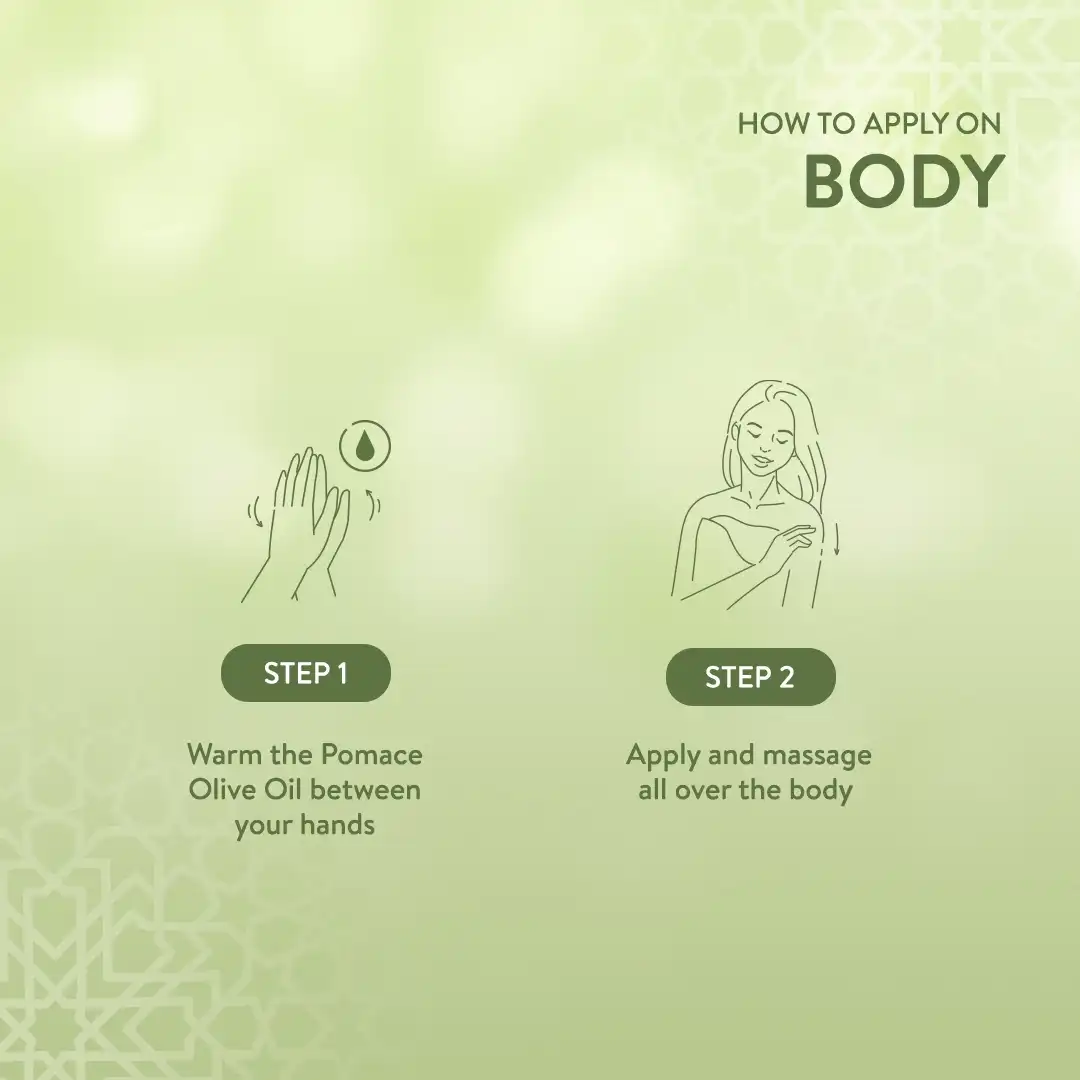 HOW TO APPLY ON
BODY
STEP 1
Warm the Pomace
Olive Oil between
your hands
STEP 2
Apply and massage
all over the body